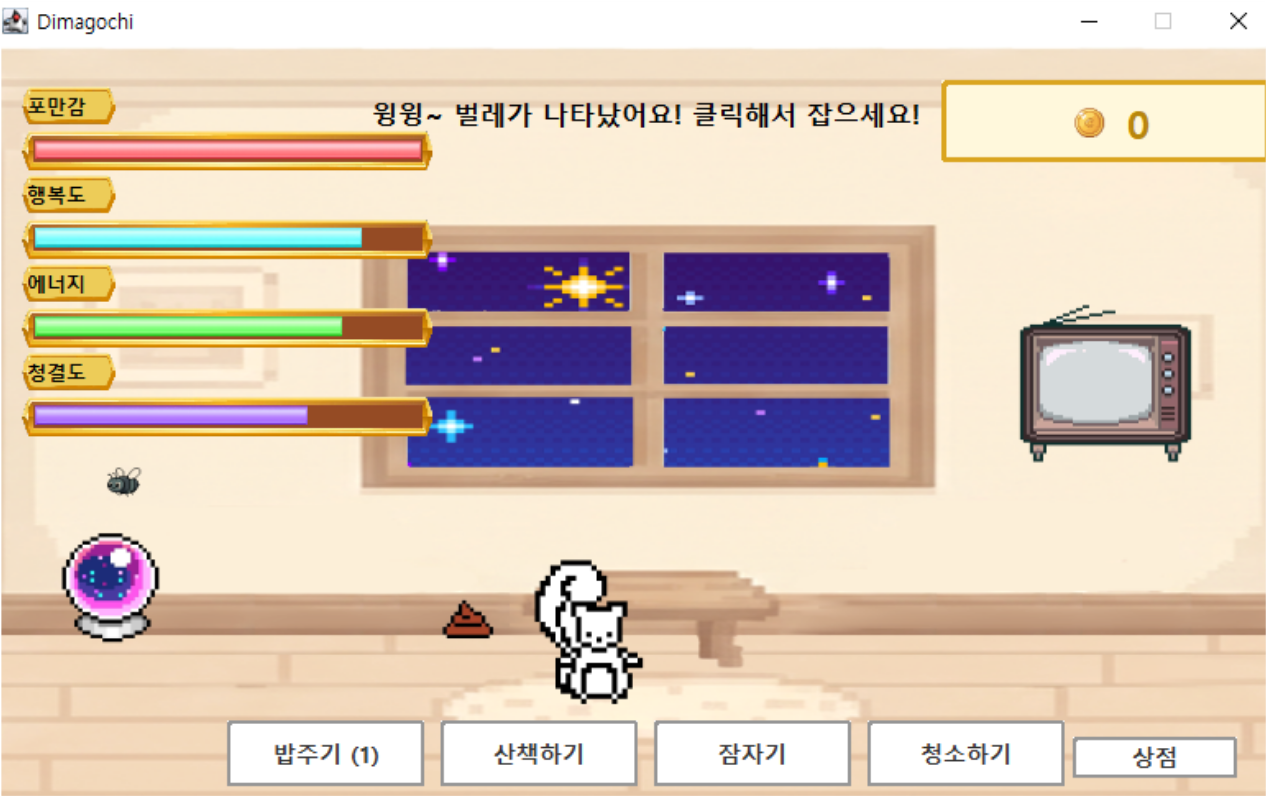 Dimagochi
포만감
윙윙~ 벌레가 나타났어요! 클릭해서 잡으세요!
0
행복도
에너지
청결도
밥주기 (1)
산책하기
잠자기
청소하기
상점